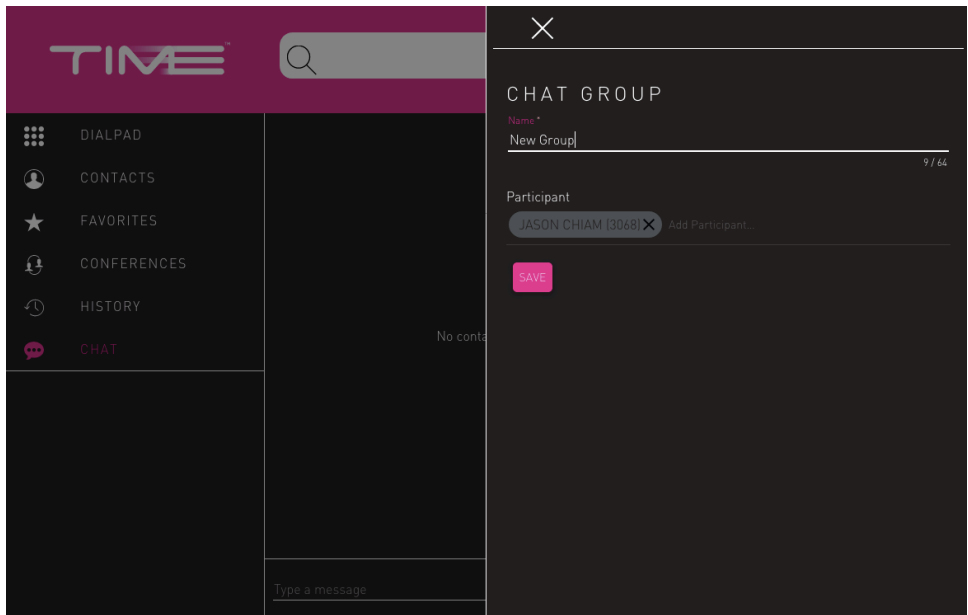 TIME™
DIALPAD
CONTACTS
FAVORITES
CONFERENCES
HISTORY
CHAT
No conta
Type a message
CHAT GROUP
Name *
New Group
9 / 64
Participant
JASON CHIAM (3068) Add Participant...
SAVE